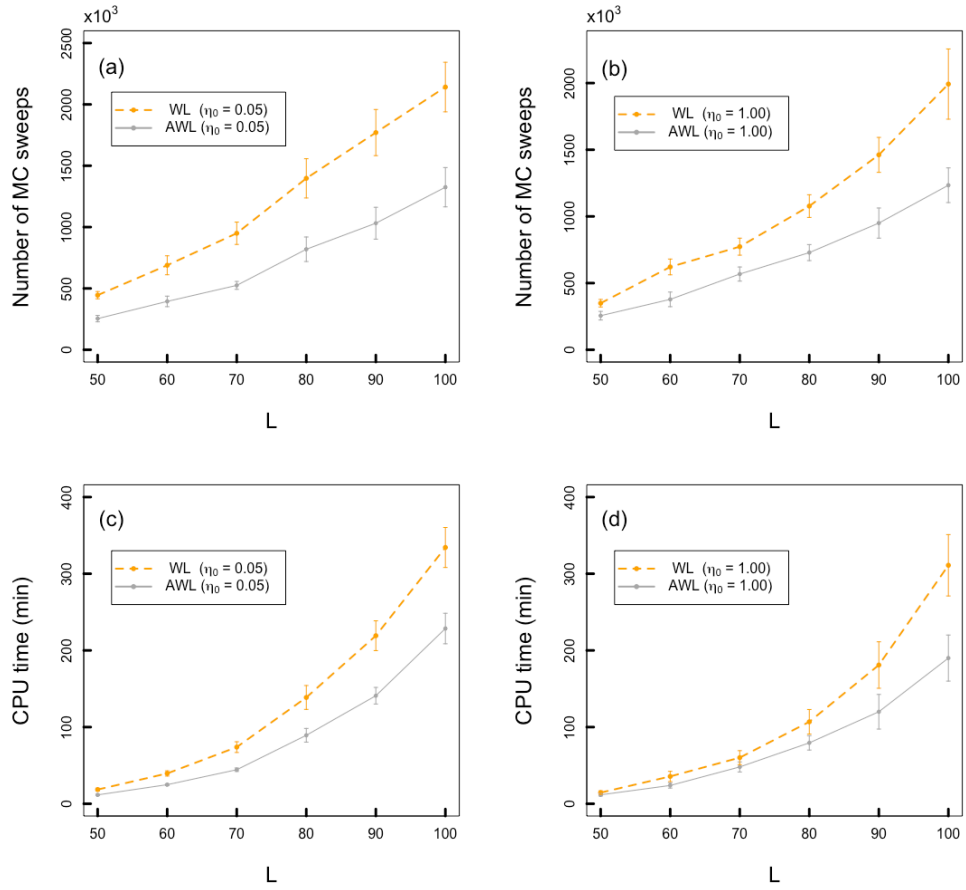 x10³
(a)
WL (η₀ = 0.05)
AWL (η₀ = 0.05)
Number of MC sweeps
0
500
1000
1500
2000
2500
50 60 70 80 90 100
L
x10³
(b)
WL (η₀ = 1.00)
AWL (η₀ = 1.00)
Number of MC sweeps
0
500
1000
1500
2000
50 60 70 80 90 100
L
(c)
WL (η₀ = 0.05)
AWL (η₀ = 0.05)
CPU time (min)
0
100
200
300
400
50 60 70 80 90 100
L
(d)
WL (η₀ = 1.00)
AWL (η₀ = 1.00)
CPU time (min)
0
100
200
300
400
50 60 70 80 90 100
L